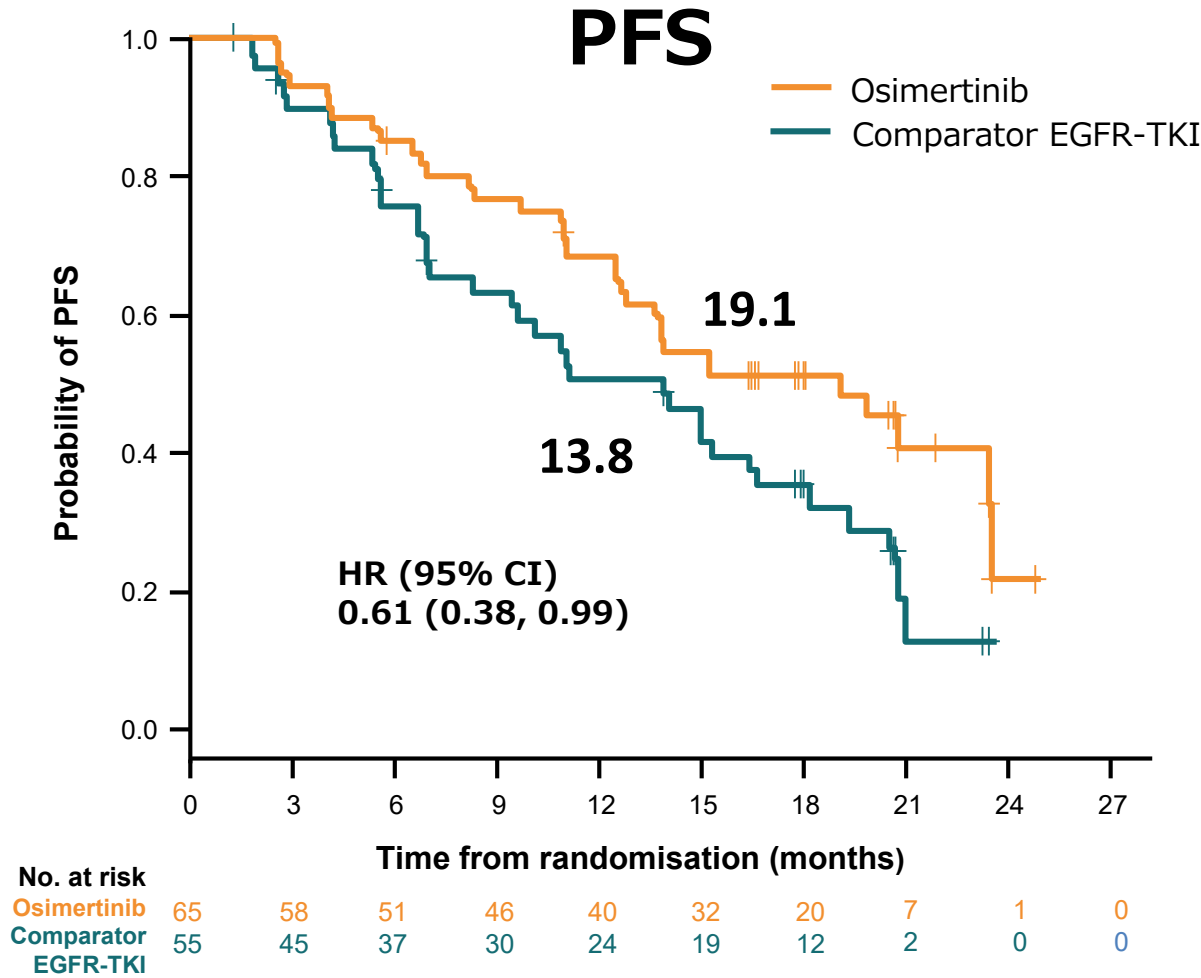 PFS
Osimertinib
Comparator EGFR-TKI
Probability of PFS
1.0
0.8
0.6
0.4
0.2
0.0
19.1
13.8
HR (95% CI)
0.61 (0.38, 0.99)
0 3 6 9 12 15 18 21 24 27
Time from randomisation (months)
No. at risk
Osimertinib 65 58 51 46 40 32 20 7 1 0
Comparator 55 45 37 30 24 19 12 2 0 0
EGFR-TKI